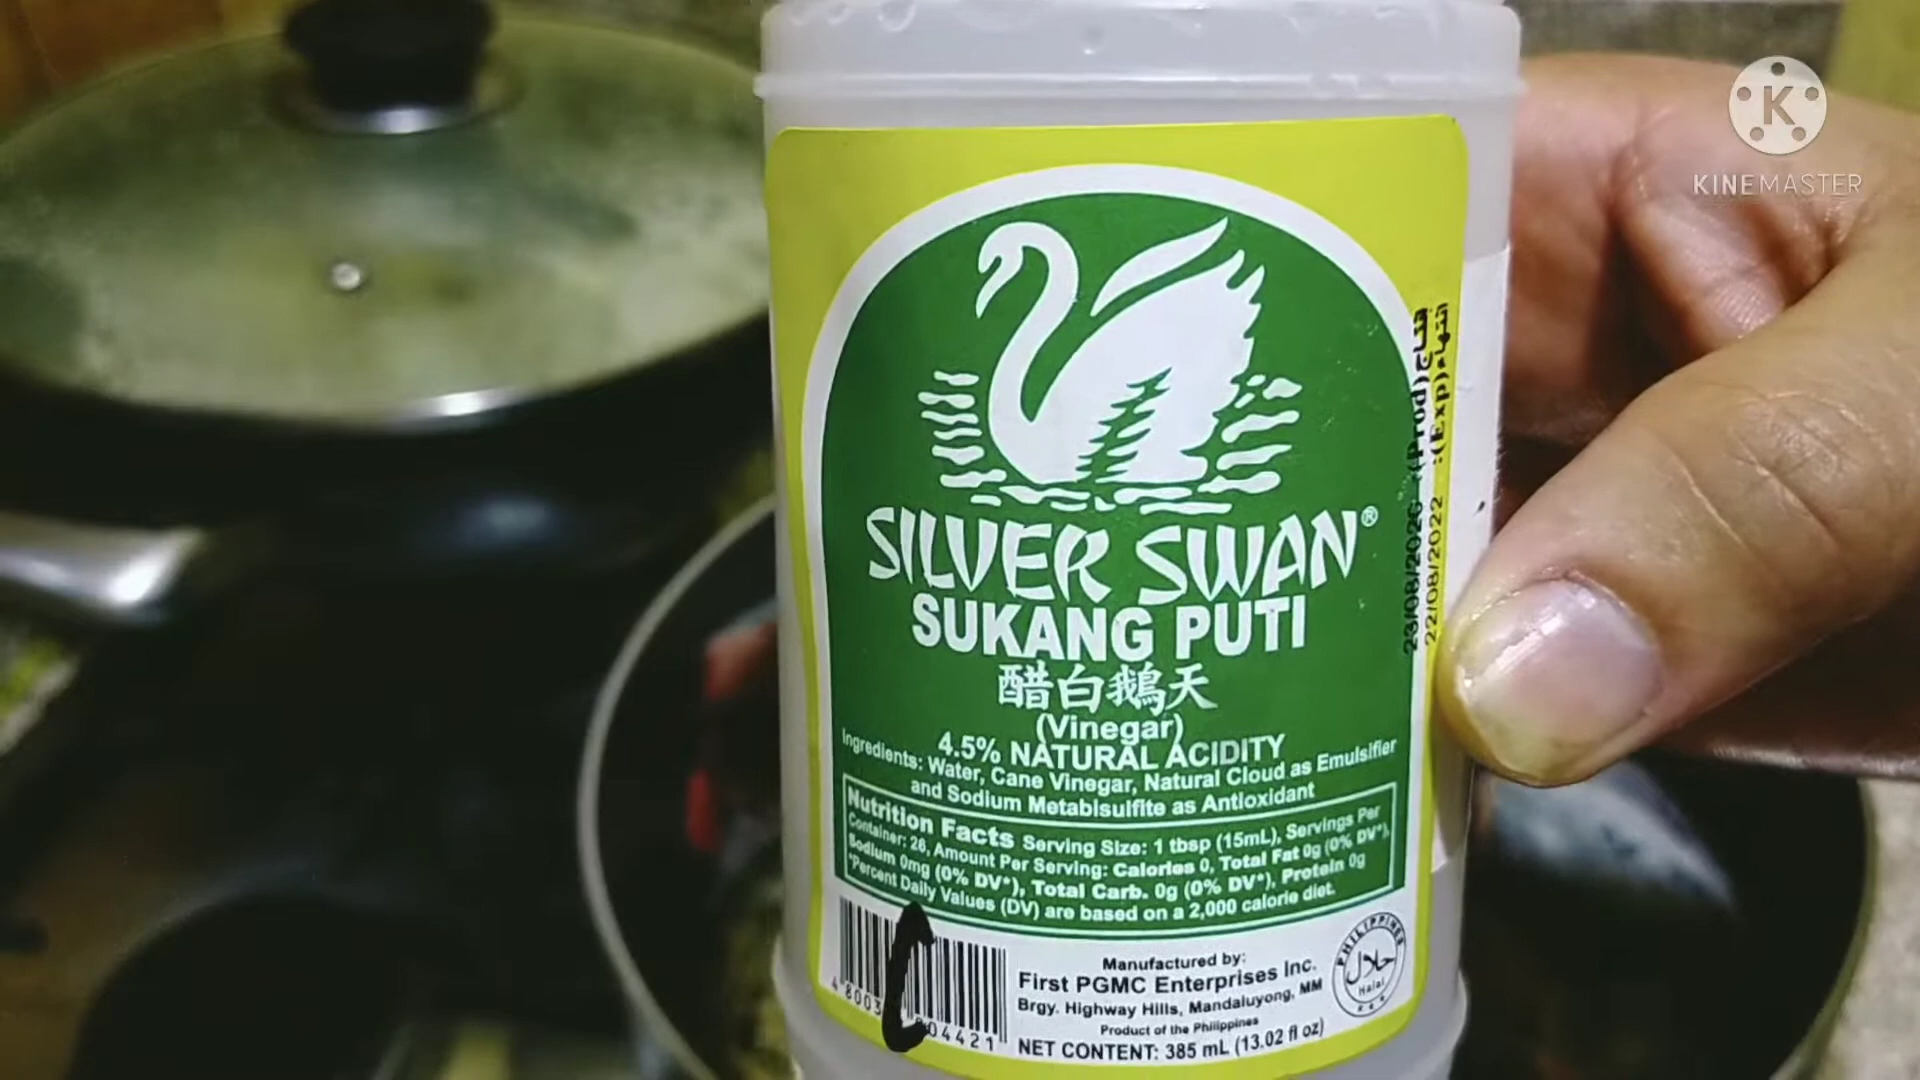 KINEMASTER
SILVER SWAN®
SUKANG PUTI
醋白鵝天
(Vinegar)
4.5% NATURAL ACIDITY
Ingredients: Water, Cane Vinegar, Natural Cloud as Emulsifier
and Sodium Metabisulfite as Antioxidant
Nutrition Facts Serving Size: 1 tbsp (15mL), Servings Per
Container: 26, Amount Per Serving: Calories 0, Total Fat 0g (0% DV*),
Sodium 0mg (0% DV*), Total Carb. 0g (0% DV*), Protein 0g
*Percent Daily Values (DV) are based on a 2,000 calorie diet.
4 8003 04421
Manufactured by:
First PGMC Enterprises Inc.
Brgy. Highway Hills, Mandaluyong, MM
Product of the Philippines
NET CONTENT: 385 mL (13.02 fl oz)
PHILIPPINES
حلال
Halal
23/08/2020 :(Prod)إنتاج
22/08/2022 :(Exp)انتهاء